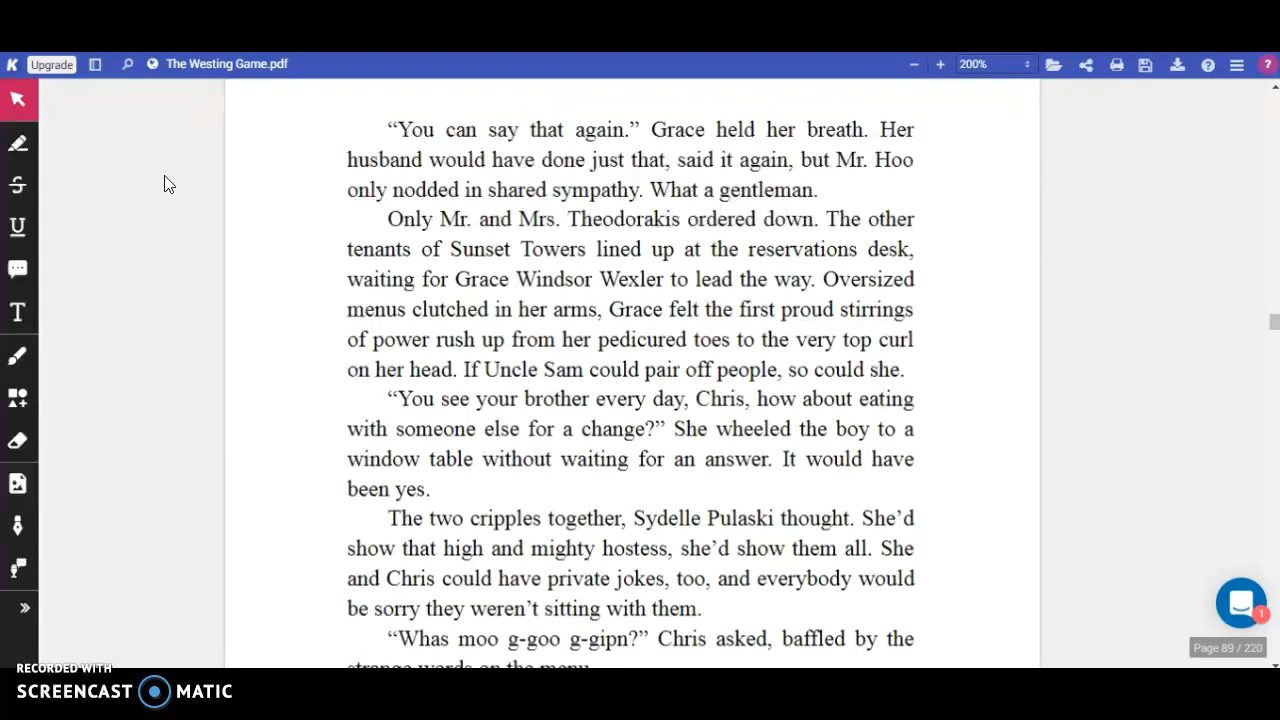 K Upgrade The Westing Game.pdf 200% ?
“You can say that again.” Grace held her breath. Her
husband would have done just that, said it again, but Mr. Hoo
only nodded in shared sympathy. What a gentleman.
Only Mr. and Mrs. Theodorakis ordered down. The other
tenants of Sunset Towers lined up at the reservations desk,
waiting for Grace Windsor Wexler to lead the way. Oversized
menus clutched in her arms, Grace felt the first proud stirrings
of power rush up from her pedicured toes to the very top curl
on her head. If Uncle Sam could pair off people, so could she.
“You see your brother every day, Chris, how about eating
with someone else for a change?” She wheeled the boy to a
window table without waiting for an answer. It would have
been yes.
The two cripples together, Sydelle Pulaski thought. She’d
show that high and mighty hostess, she’d show them all. She
and Chris could have private jokes, too, and everybody would
be sorry they weren’t sitting with them.
“Whas moo g-goo g-gipn?” Chris asked, baffled by the
strange words on the menu.
1
Page 89 / 220
RECORDED WITH
SCREENCAST MATIC